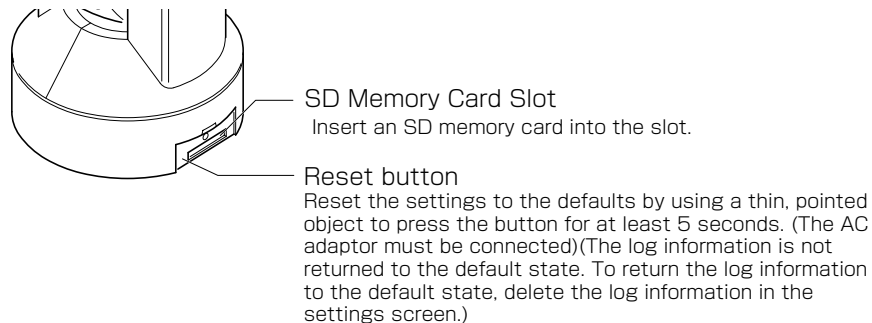 SD Memory Card Slot
Insert an SD memory card into the slot.
Reset button
Reset the settings to the defaults by using a thin, pointed
object to press the button for at least 5 seconds. (The AC
adaptor must be connected)(The log information is not
returned to the default state. To return the log information
to the default state, delete the log information in the
settings screen.)